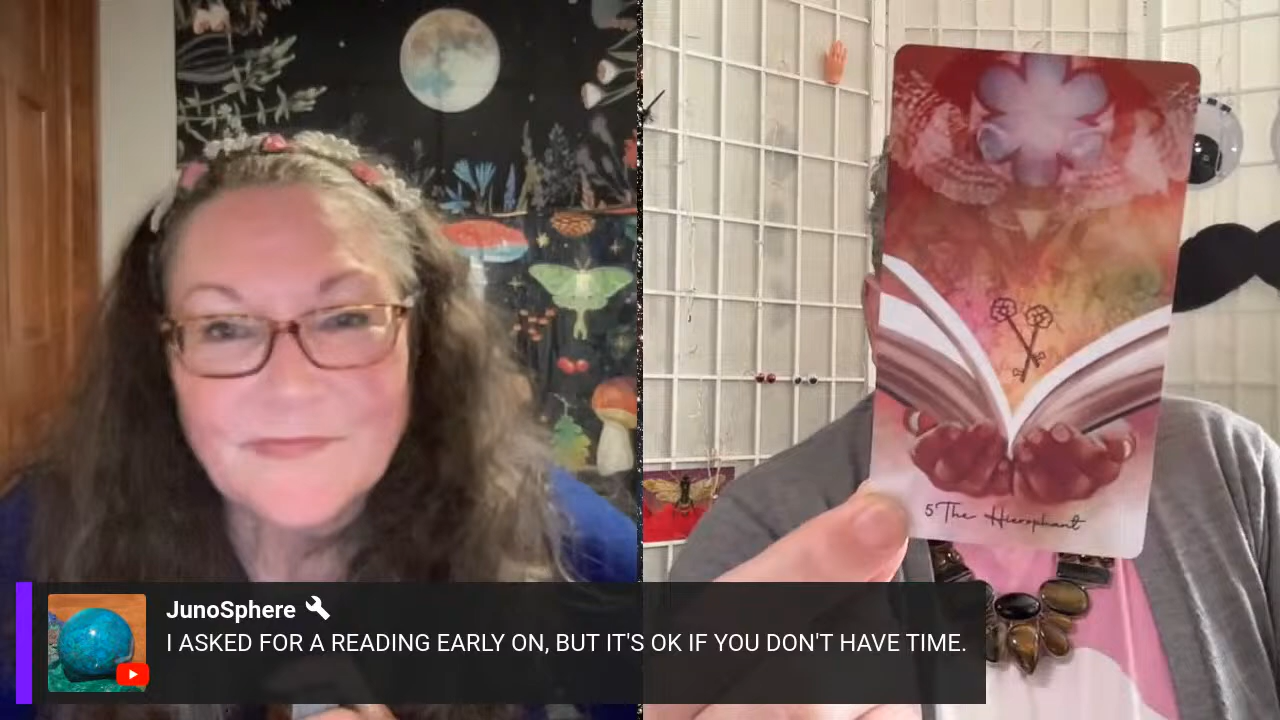 5 The Hierophant
JunoSphere
I ASKED FOR A READING EARLY ON, BUT IT'S OK IF YOU DON'T HAVE TIME.